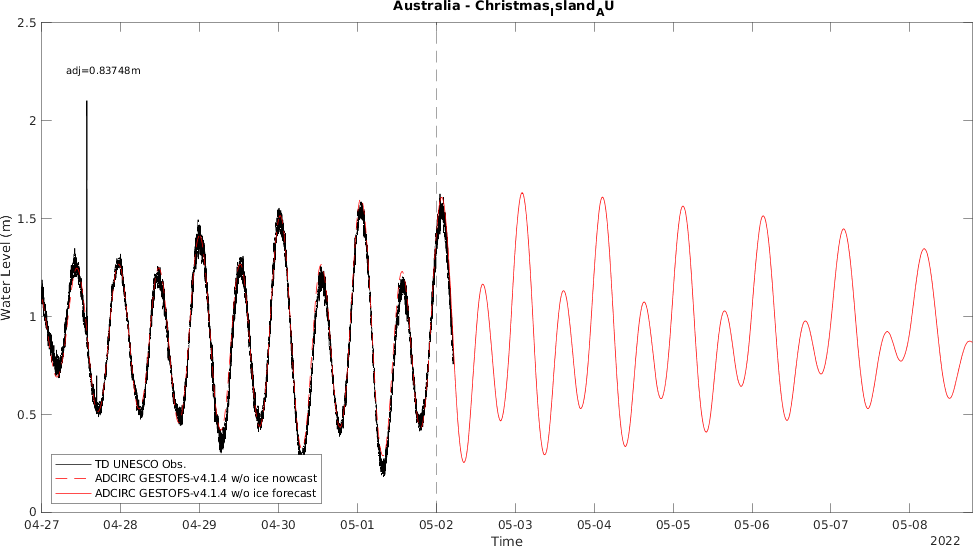 Australia - Christmas_Island_AU
2.5
adj=0.83748m
2
1.5
Water Level (m)
1
0.5
TD UNESCO Obs.
ADCIRC GESTOFS-v4.1.4 w/o ice nowcast
ADCIRC GESTOFS-v4.1.4 w/o ice forecast
0
04-27 04-28 04-29 04-30 05-01 05-02 05-03 05-04 05-05 05-06 05-07 05-08
Time
2022